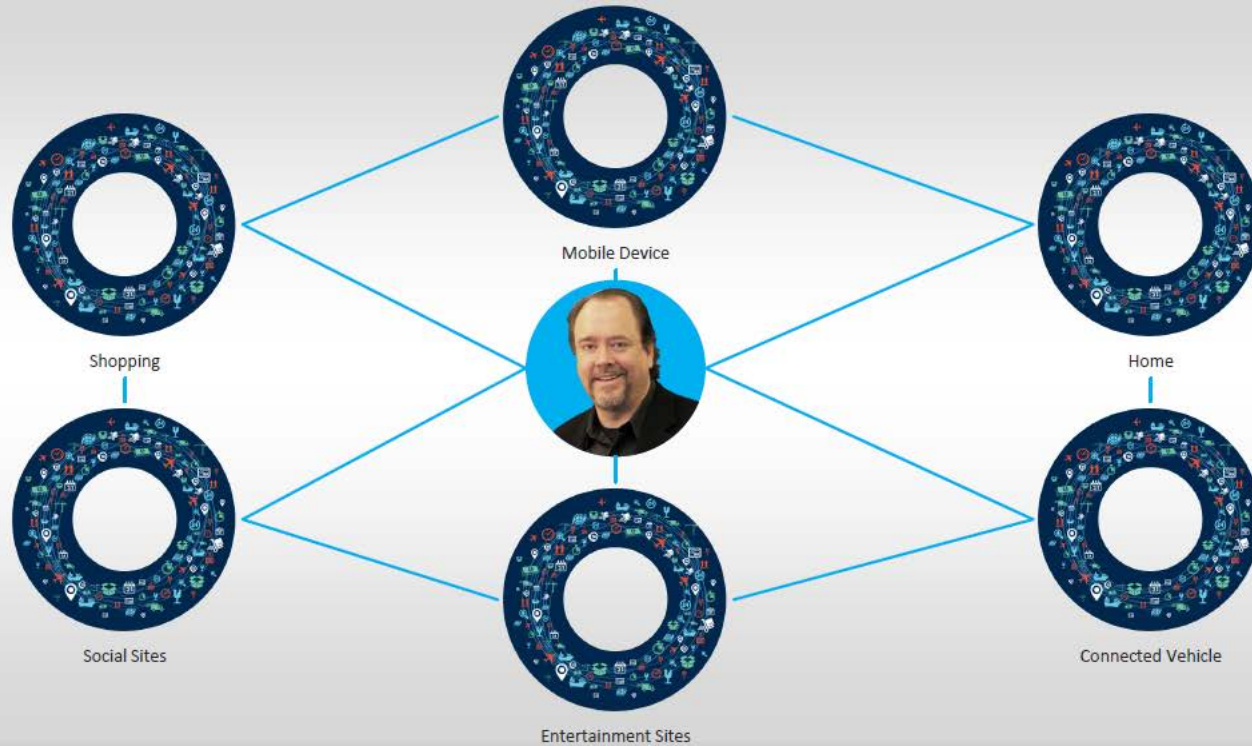 Mobile Device
Shopping
Home
Social Sites
Connected Vehicle
Entertainment Sites